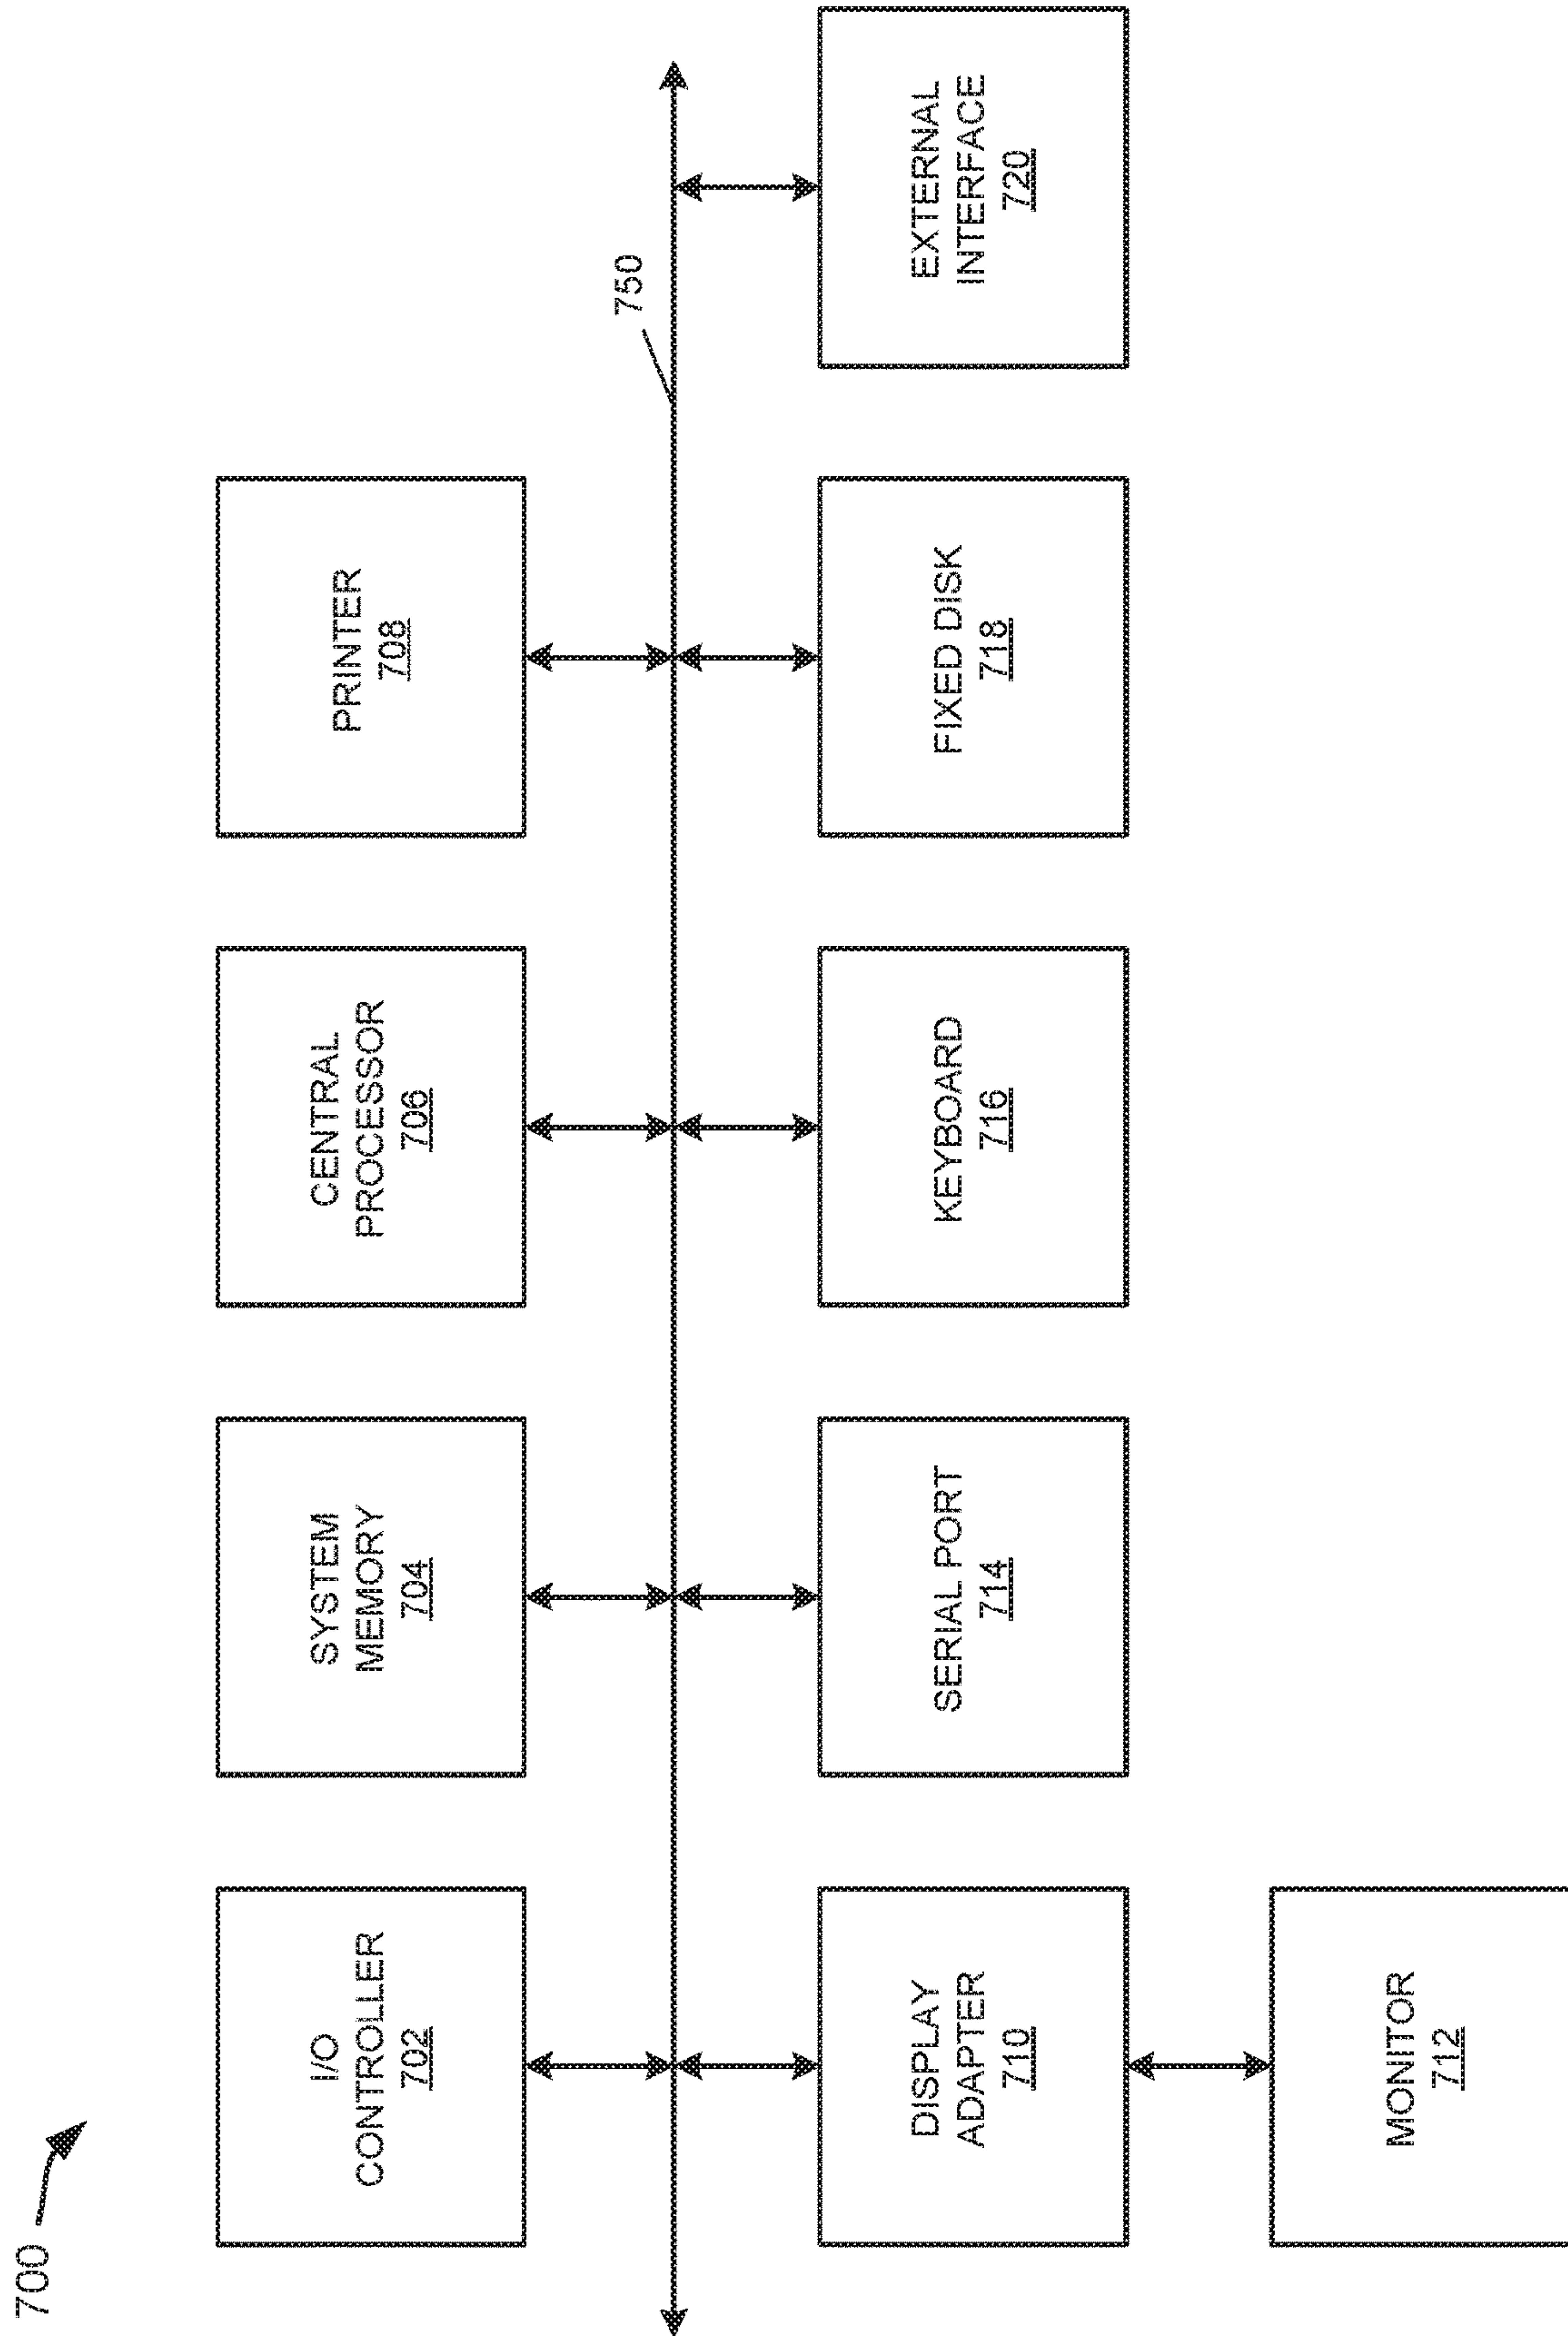 700
I/O
CONTROLLER
702
SYSTEM
MEMORY
704
CENTRAL
PROCESSOR
706
PRINTER
708
750
DISPLAY
ADAPTER
710
SERIAL PORT
714
KEYBOARD
716
FIXED DISK
718
EXTERNAL
INTERFACE
720
MONITOR
712